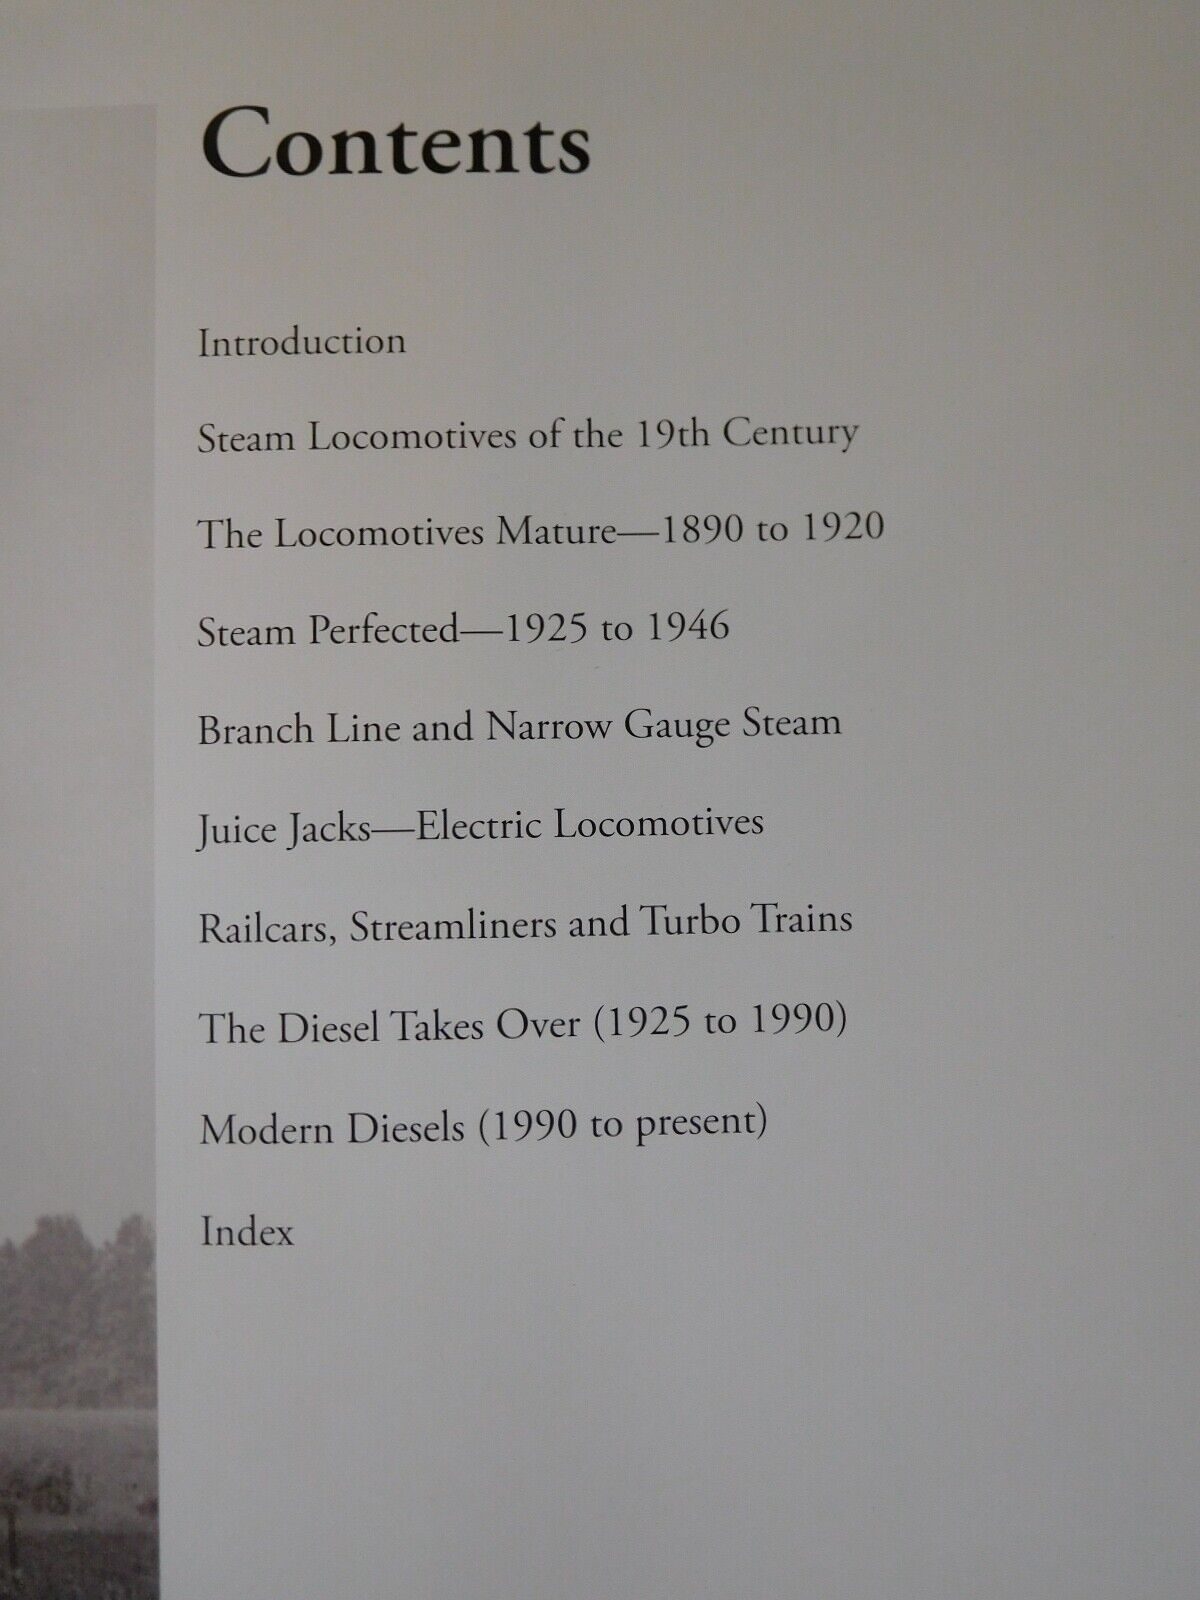 Contents
Introduction
Steam Locomotives of the 19th Century
The Locomotives Mature—1890 to 1920
Steam Perfected—1925 to 1946
Branch Line and Narrow Gauge Steam
Juice Jacks—Electric Locomotives
Railcars, Streamliners and Turbo Trains
The Diesel Takes Over (1925 to 1990)
Modern Diesels (1990 to present)
Index